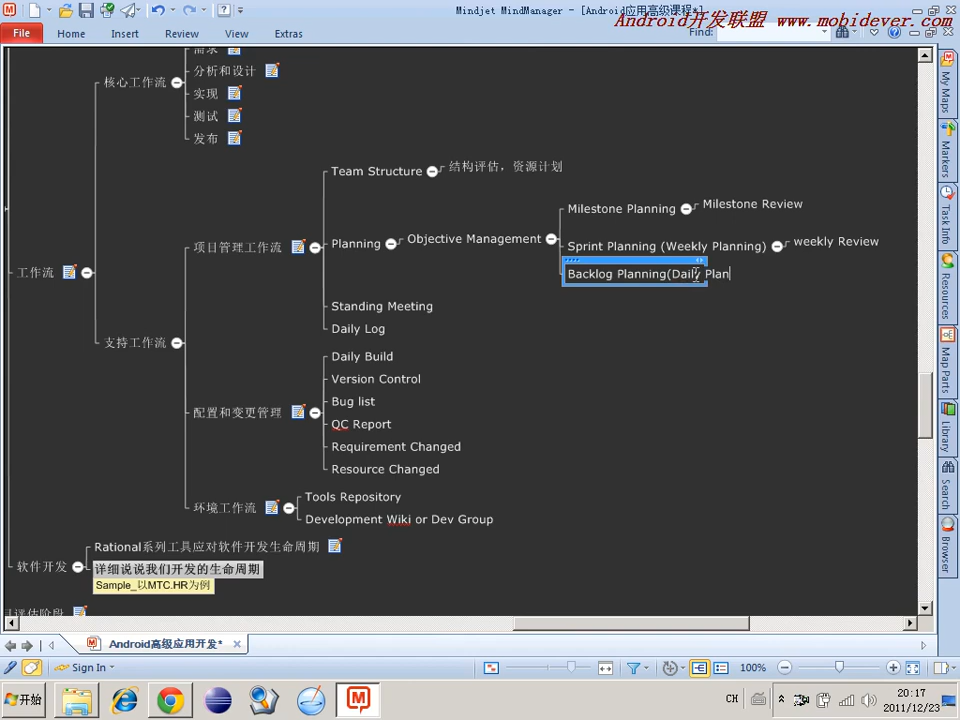 Mindjet MindManager - [Android应用高级课程*]
Android开发联盟 www.mobidever.com
File Home Insert Review View Extras Find:
需求
分析和设计
核心工作流
实现
测试
发布
Team Structure
结构评估，资源计划
Milestone Planning
Milestone Review
项目管理工作流
Planning
Objective Management
Sprint Planning (Weekly Planning)
weekly Review
Backlog Planning(Daily Plan
工作流
Standing Meeting
Daily Log
支持工作流
Daily Build
Version Control
Bug list
配置和变更管理
QC Report
Requirement Changed
Resource Changed
环境工作流
Tools Repository
Development Wiki or Dev Group
Rational系列工具应对软件开发生命周期
软件开发
详细说说我们开发的生命周期
Sample_以MTC.HR为例
评估阶段
My Maps
Markers
Task Info
Resources
Map Parts
Library
Search
Browser
Android高级应用开发*
Sign In
100%
开始
CH
20:17
2011/12/23